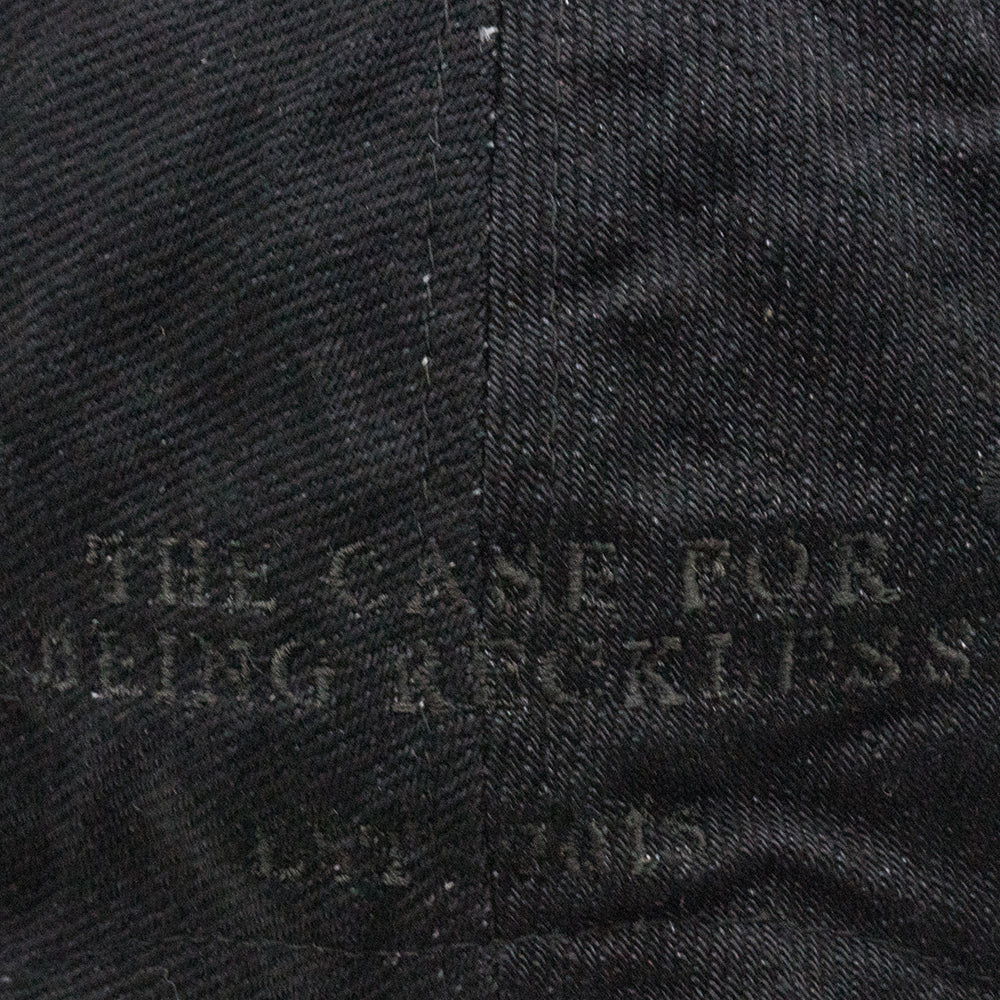 THE CASE FOR
BEING RECKLESS